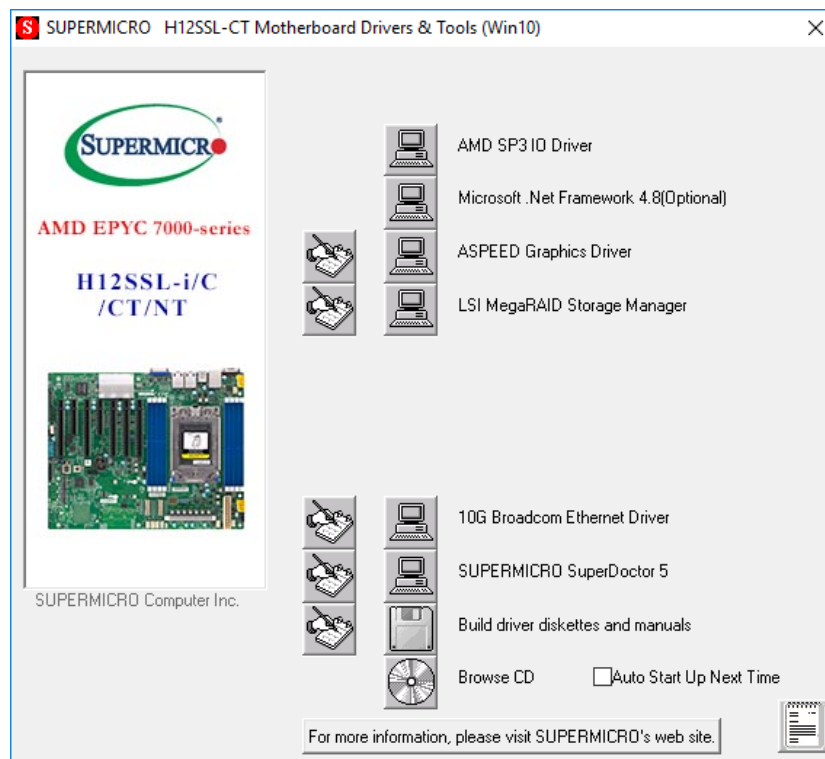 S SUPERMICRO H12SSL-CT Motherboard Drivers & Tools (Win10)
SUPERMICRO
AMD EPYC 7000-series
H12SSL-i/C
/CT/NT
SUPERMICRO Computer Inc.
AMD SP3 IO Driver
Microsoft .Net Framework 4.8(Optional)
ASPEED Graphics Driver
LSI MegaRAID Storage Manager
10G Broadcom Ethernet Driver
SUPERMICRO SuperDoctor 5
Build driver diskettes and manuals
Browse CD Auto Start Up Next Time
For more information, please visit SUPERMICRO's web site.